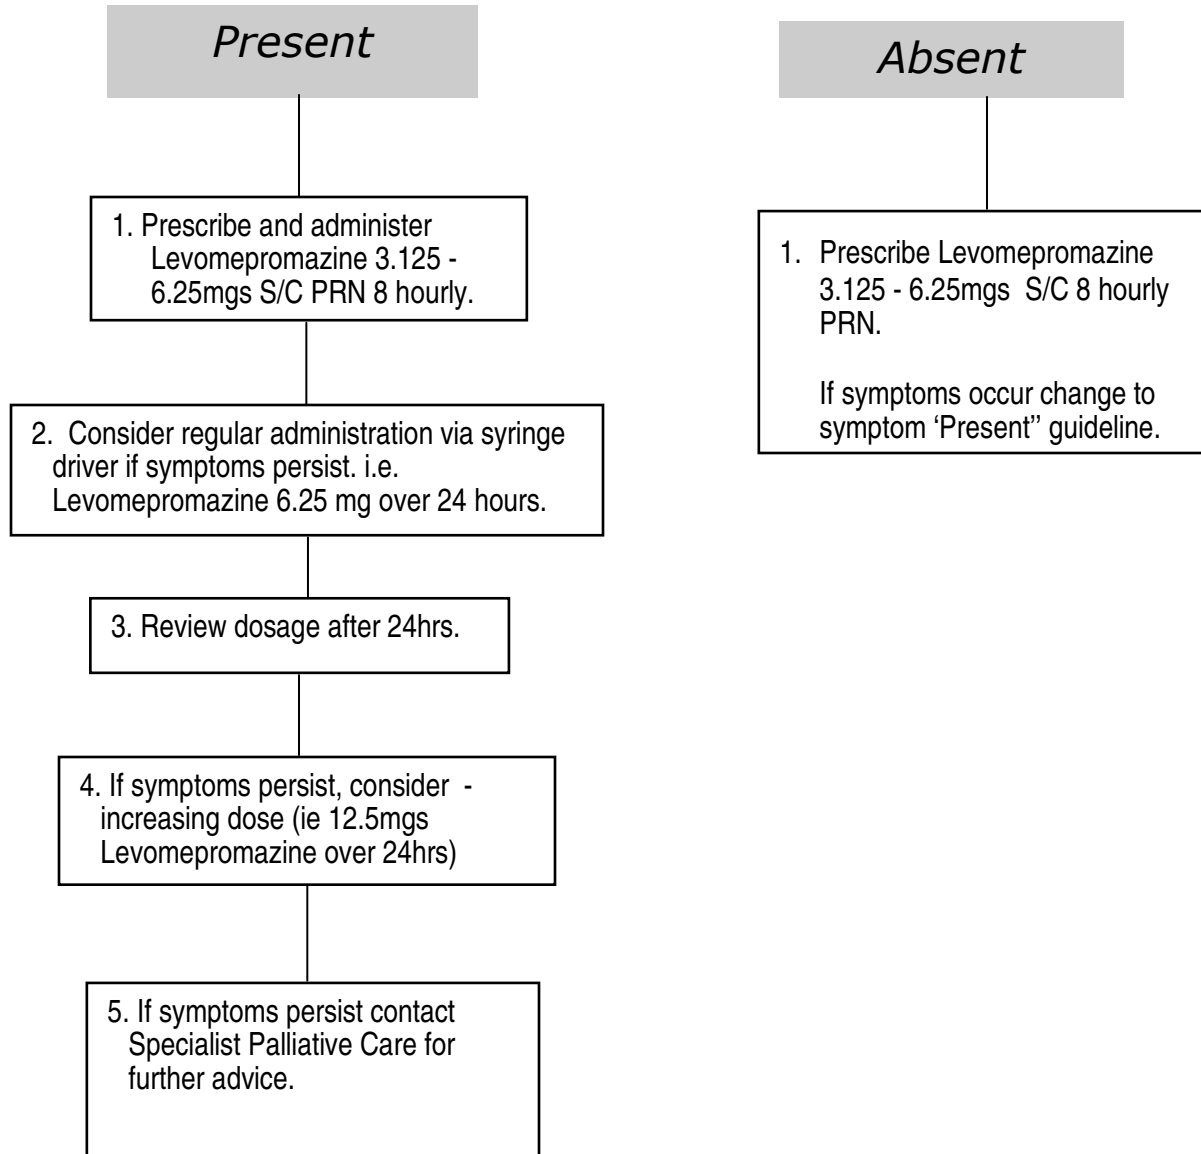 Present
1. Prescribe and administer
Levomepromazine 3.125 -
6.25mgs S/C PRN 8 hourly.
2. Consider regular administration via syringe
driver if symptoms persist. i.e.
Levomepromazine 6.25 mg over 24 hours.
3. Review dosage after 24hrs.
4. If symptoms persist, consider -
increasing dose (ie 12.5mgs
Levomepromazine over 24hrs)
5. If symptoms persist contact
Specialist Palliative Care for
further advice.
Absent
1. Prescribe Levomepromazine
3.125 - 6.25mgs S/C 8 hourly
PRN.
If symptoms occur change to
symptom ‘Present’’ guideline.